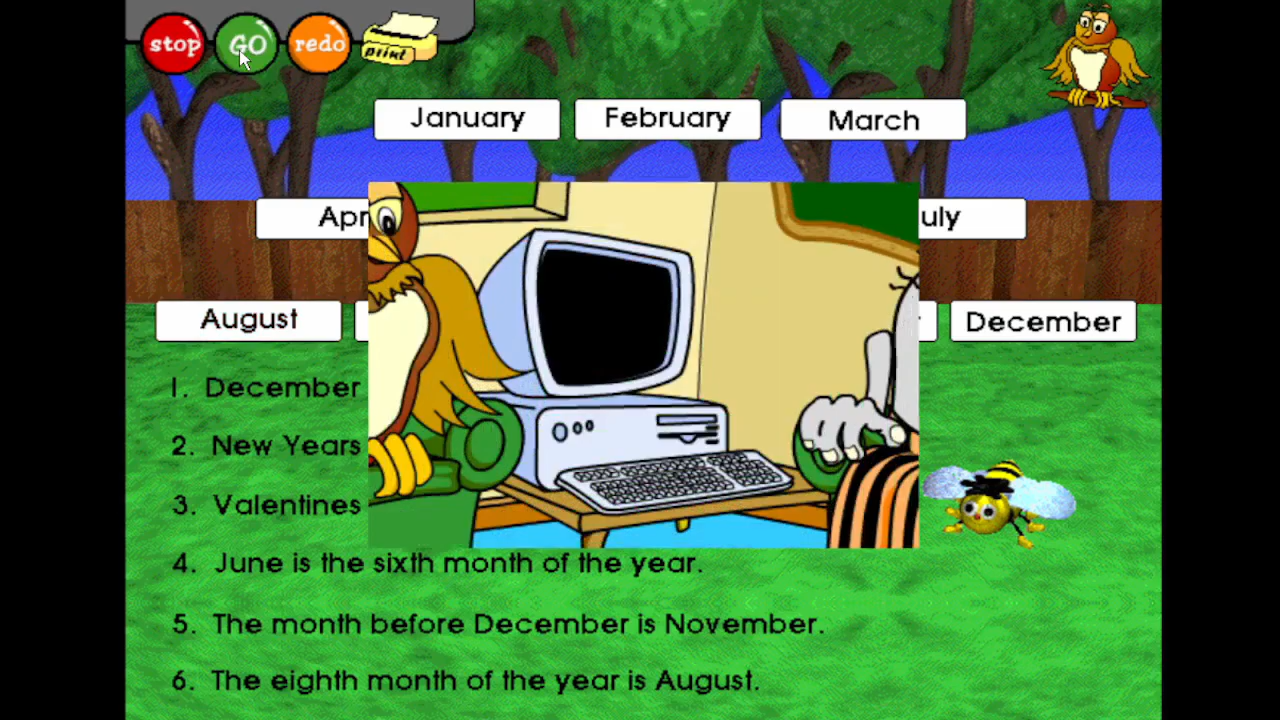 stop GO redo print
January February March
Apr uly
August December
1. December
2. New Years
3. Valentines
4. June is the sixth month of the year.
5. The month before December is November.
6. The eighth month of the year is August.